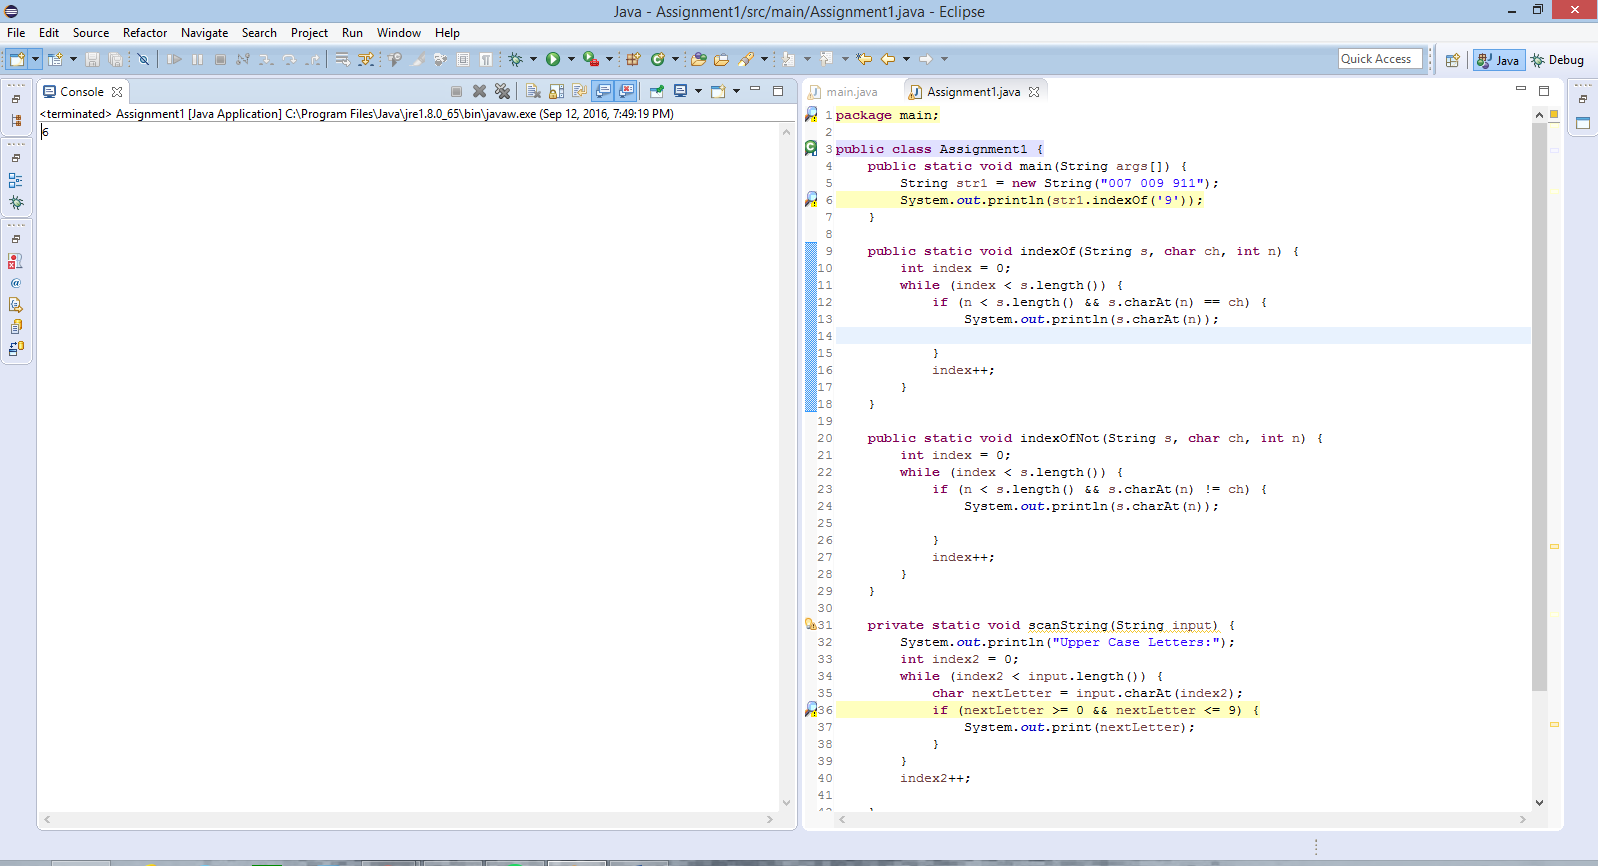 Java - Assignment1/src/main/Assignment1.java - Eclipse
File Edit Source Refactor Navigate Search Project Run Window Help
Quick Access
Java
Debug
Console
<terminated> Assignment1 [Java Application] C:\Program Files\Java\jre1.8.0_65\bin\javaw.exe (Sep 12, 2016, 7:49:19 PM)
6
main.java
Assignment1.java
1 package main;
2
3 public class Assignment1 {
4     public static void main(String args[]) {
5         String str1 = new String("007 009 911");
6         System.out.println(str1.indexOf('9'));
7     }
8
9     public static void indexOf(String s, char ch, int n) {
10         int index = 0;
11         while (index < s.length()) {
12             if (n < s.length() && s.charAt(n) == ch) {
13                 System.out.println(s.charAt(n));
14
15             }
16             index++;
17         }
18     }
19
20     public static void indexOfNot(String s, char ch, int n) {
21         int index = 0;
22         while (index < s.length()) {
23             if (n < s.length() && s.charAt(n) != ch) {
24                 System.out.println(s.charAt(n));
25
26             }
27             index++;
28         }
29     }
30
31     private static void scanString(String input) {
32         System.out.println("Upper Case Letters:");
33         int index2 = 0;
34         while (index2 < input.length()) {
35             char nextLetter = input.charAt(index2);
36             if (nextLetter >= 0 && nextLetter <= 9) {
37                 System.out.print(nextLetter);
38             }
39         }
40         index2++;
41